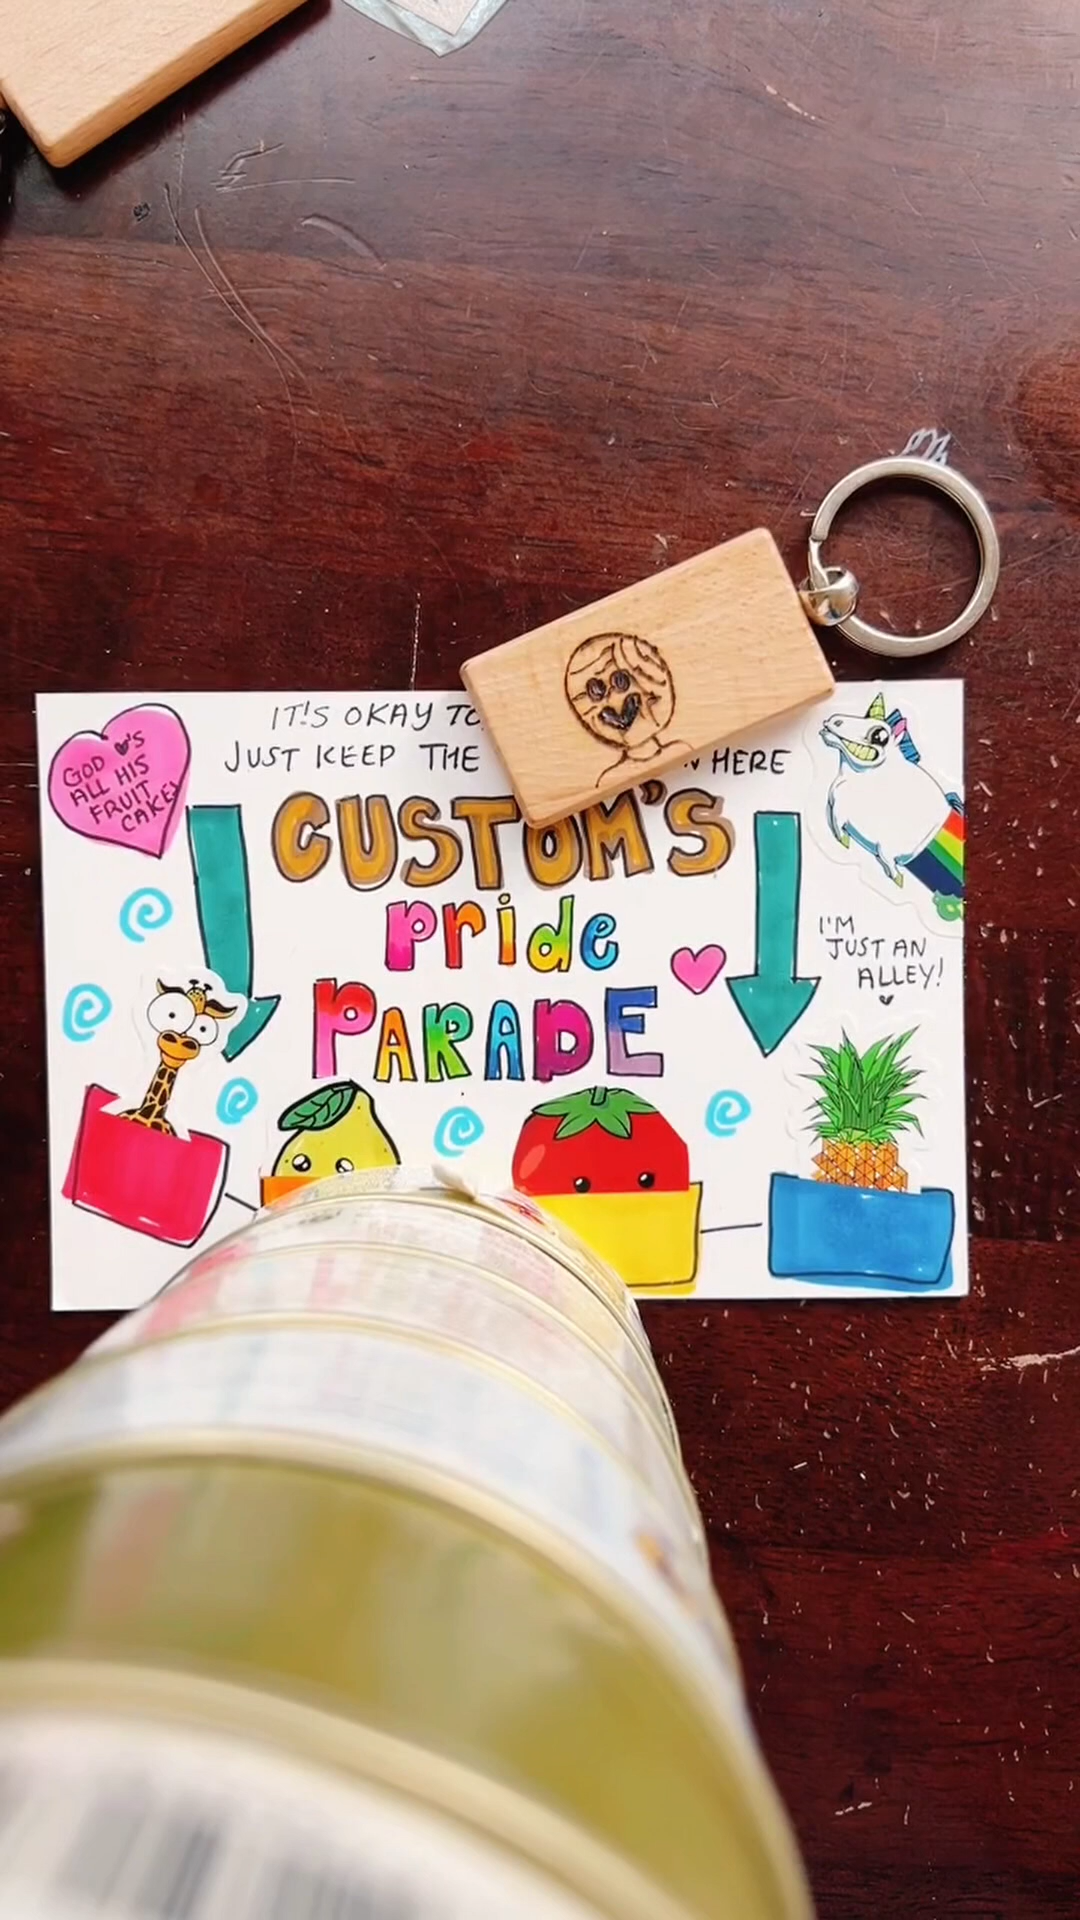 GOD ♥'S
ALL HIS
FRUIT
CAKES
IT'S OKAY TO
JUST KEEP THE HERE
CUSTOM'S
pride
PARADE
I'M
JUST AN
ALLEY!